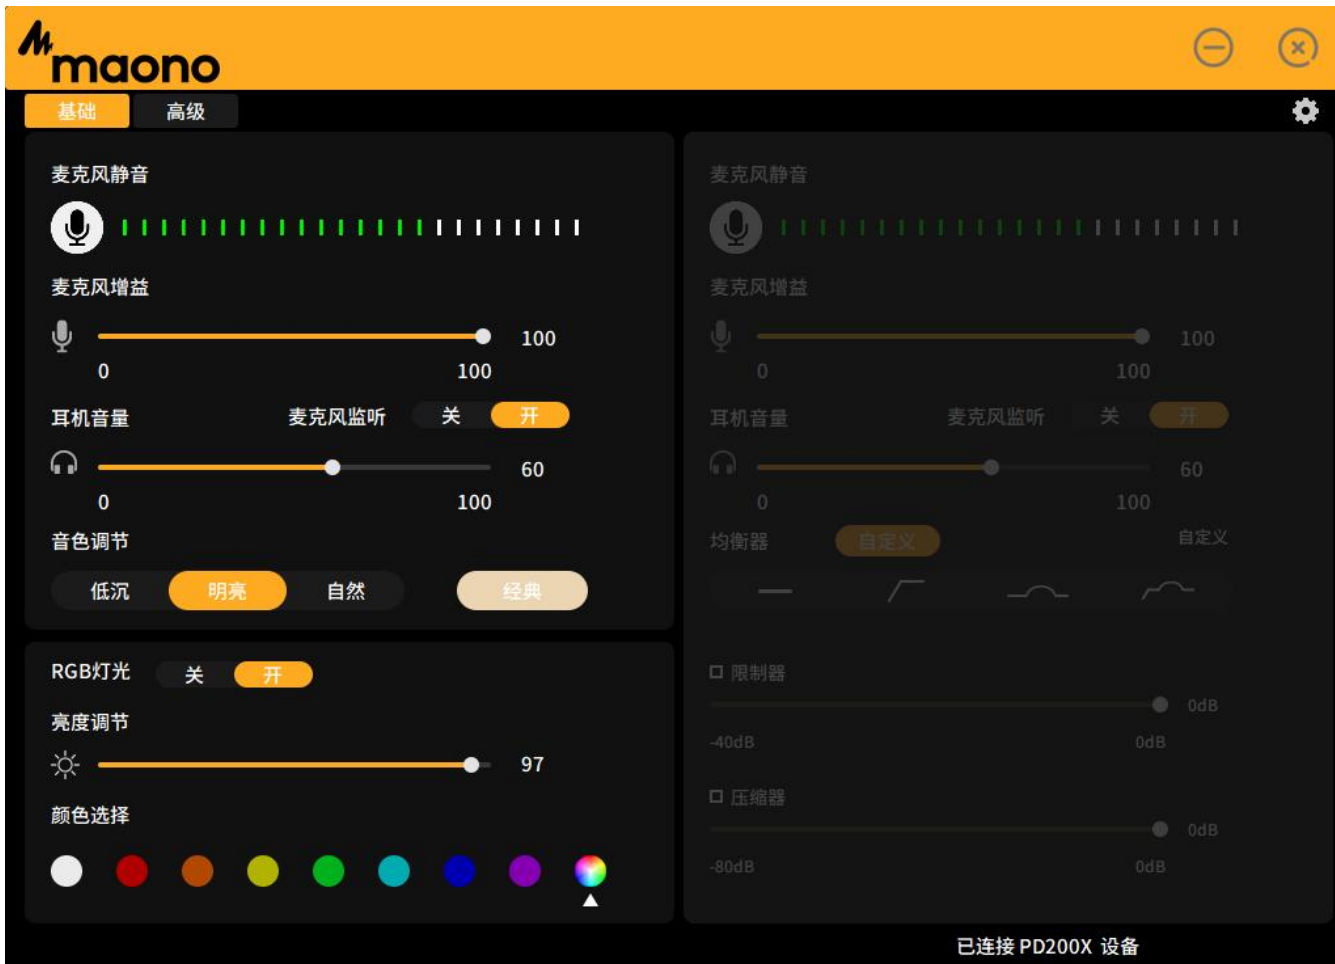 maono
基础 高级
麦克风静音
麦克风增益
100
0 100
耳机音量 麦克风监听 关 开
60
0 100
音色调节
低沉 明亮 自然 经典
RGB灯光 关 开
亮度调节
97
颜色选择
麦克风静音
麦克风增益
100
0 100
耳机音量 麦克风监听 关 开
60
0 100
均衡器 自定义 自定义
限制器
0dB
-40dB 0dB
压缩器
0dB
-80dB 0dB
已连接 PD200X 设备